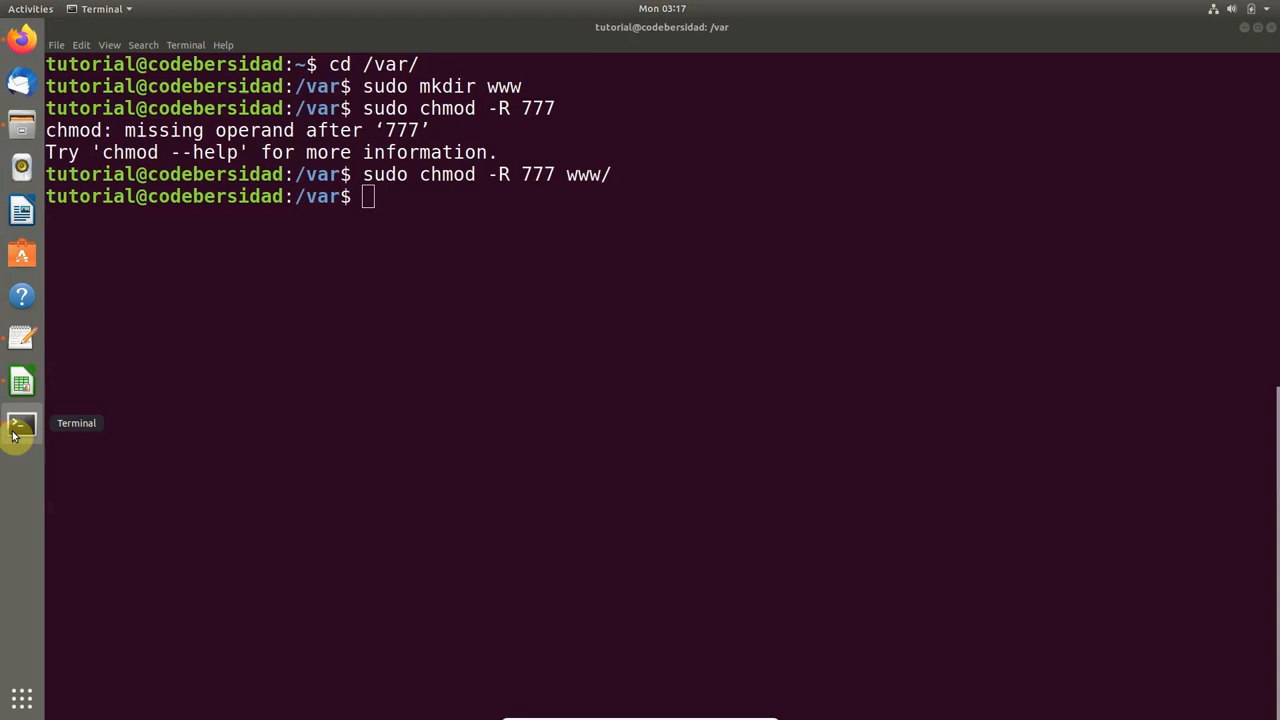 Activities Terminal Mon 03:17
tutorial@codebersidad: /var
File Edit View Search Terminal Help
tutorial@codebersidad:~$ cd /var/
tutorial@codebersidad:/var$ sudo mkdir www
tutorial@codebersidad:/var$ sudo chmod -R 777
chmod: missing operand after ‘777’
Try 'chmod --help' for more information.
tutorial@codebersidad:/var$ sudo chmod -R 777 www/
tutorial@codebersidad:/var$
Terminal